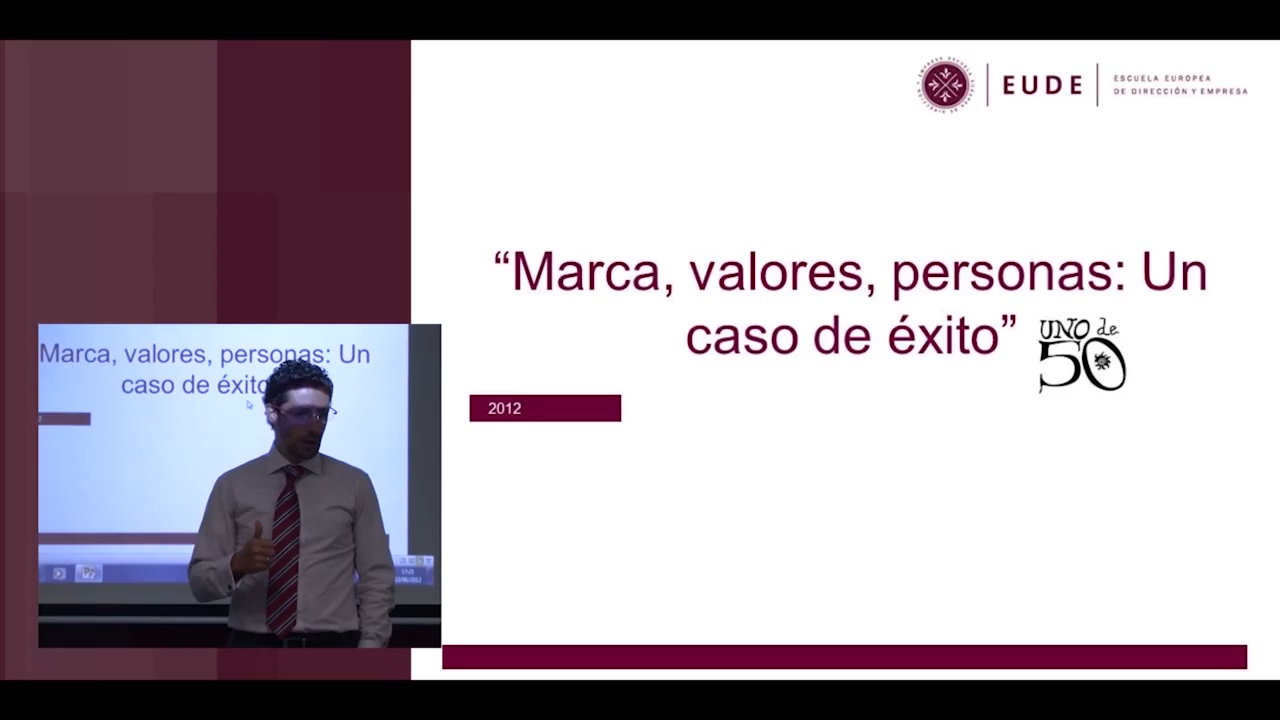 EUDE
ESCUELA EUROPEA
DE DIRECCIÓN Y EMPRESA
“Marca, valores, personas: Un
caso de éxito”
UNO de
50
2012
Marca, valores, personas: Un
caso de éxito